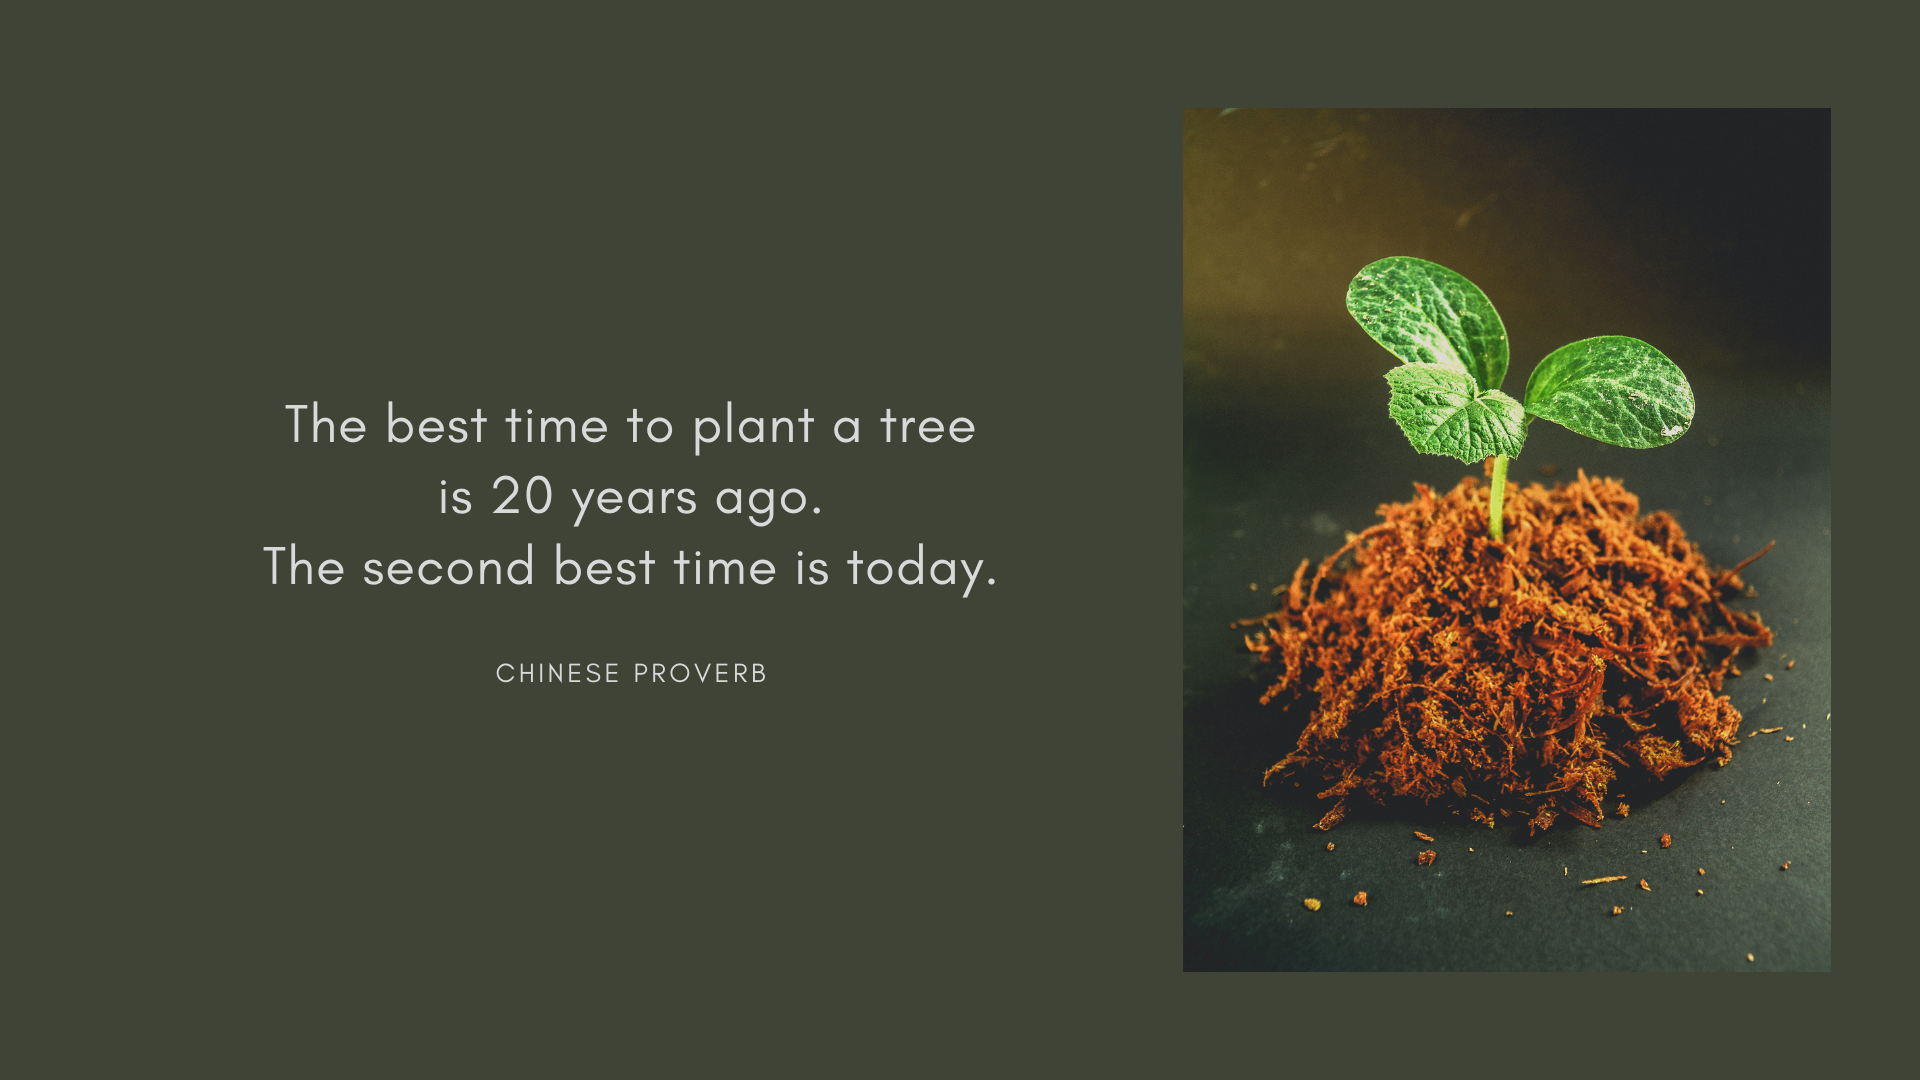 The best time to plant a tree
is 20 years ago.
The second best time is today.
CHINESE PROVERB